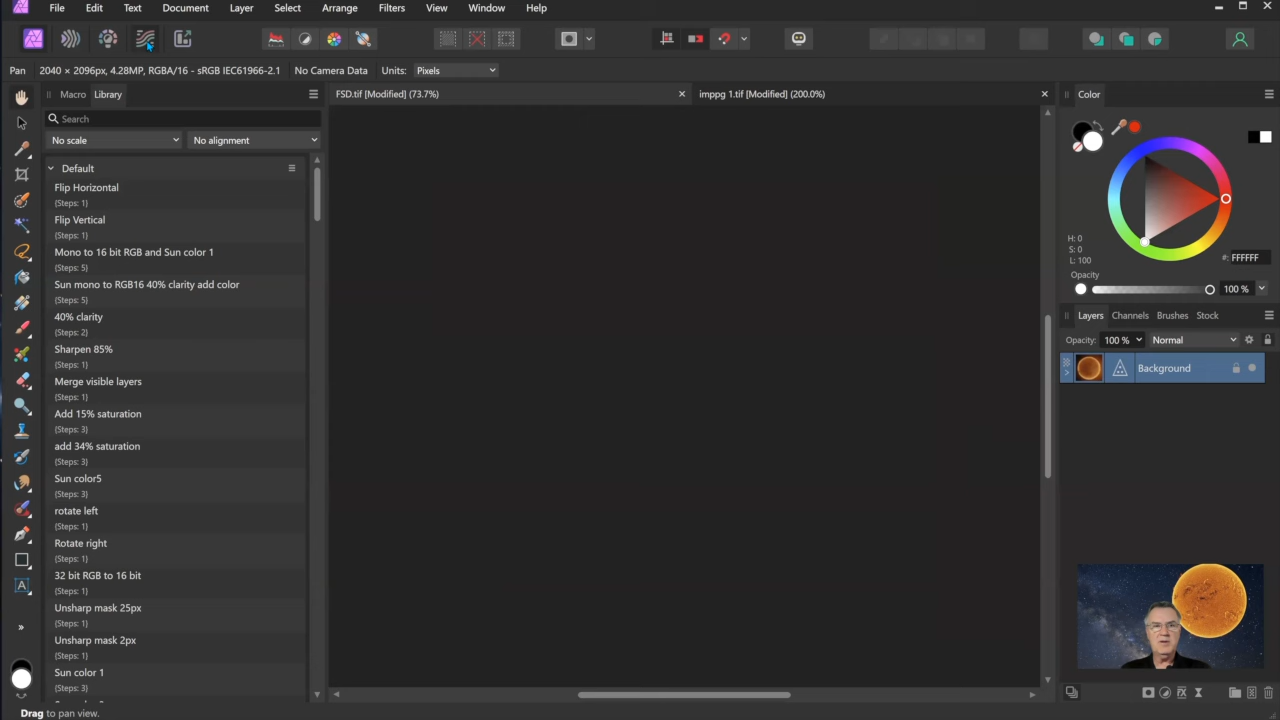 File Edit Text Document Layer Select Arrange Filters View Window Help
Pan 2040 × 2096px, 4.28MP, RGBA/16 - sRGB IEC61966-2.1 No Camera Data Units: Pixels
Macro Library
FSD.tif [Modified] (73.7%)
imppg 1.tif [Modified] (200.0%)
Color
Search
No scale No alignment
Default
Flip Horizontal
(Steps: 1)
Flip Vertical
(Steps: 1)
Mono to 16 bit RGB and Sun color 1
(Steps: 5)
Sun mono to RGB16 40% clarity add color
(Steps: 5)
40% clarity
(Steps: 2)
Sharpen 85%
(Steps: 1)
Merge visible layers
(Steps: 1)
Add 15% saturation
(Steps: 3)
add 34% saturation
(Steps: 3)
Sun color5
(Steps: 3)
rotate left
(Steps: 1)
Rotate right
(Steps: 1)
32 bit RGB to 16 bit
(Steps: 1)
Unsharp mask 25px
(Steps: 1)
Unsharp mask 2px
(Steps: 1)
Sun color 1
(Steps: 3)
H: 0
S: 0
L: 100
#: FFFFFF
Opacity
100 %
Layers Channels Brushes Stock
Opacity: 100 % Normal
Background
A
Drag to pan view.